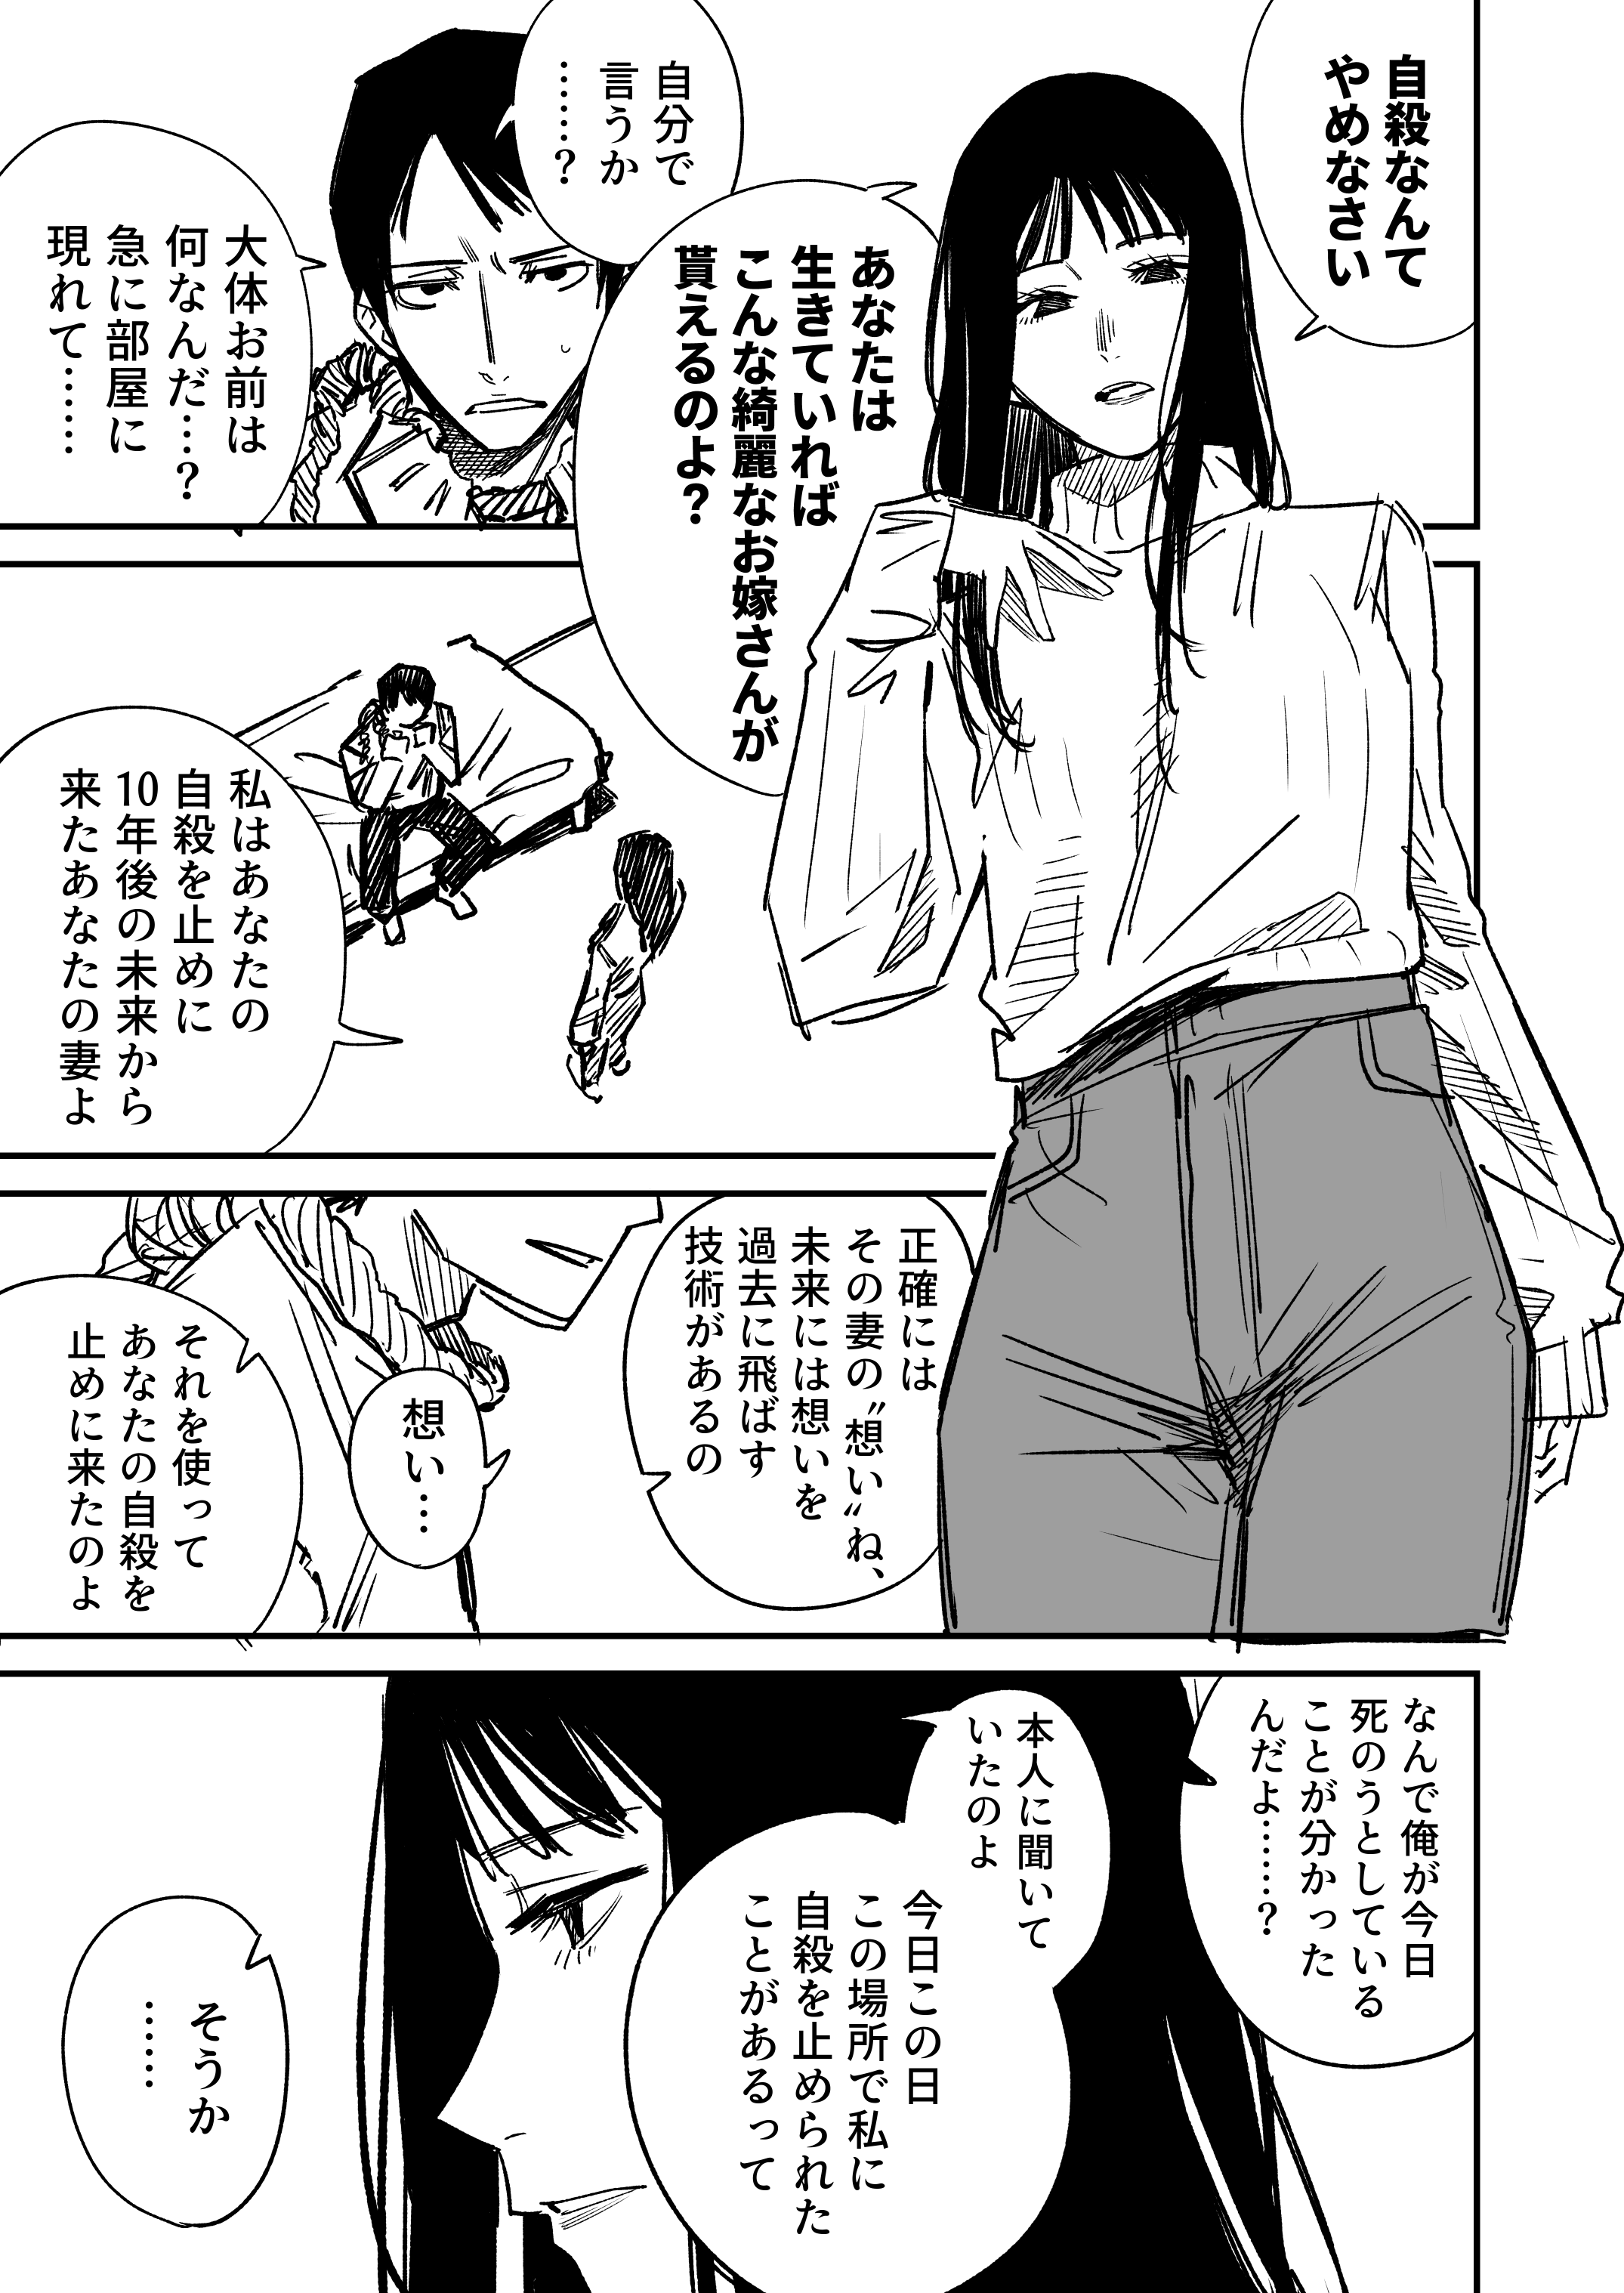 自殺なんて
やめなさい
あなたは
生きていれば
こんな綺麗なお嫁さんが
貰えるのよ？
自分で
言うか
……？
大体お前は
何なんだ…？
急に部屋に
現れて……
私はあなたの
自殺を止めに
10年後の未来から
来たあなたの妻よ
正確には
その妻の〝想い〟ね、
未来には想いを
過去に飛ばす
技術があるの
想い…
それを使って
あなたの自殺を
止めに来たのよ
なんで俺が今日
死のうとしている
ことが分かった
んだよ……？
本人に聞いて
いたのよ
今日この日
この場所で私に
自殺を止められた
ことがあるって
そうか
……